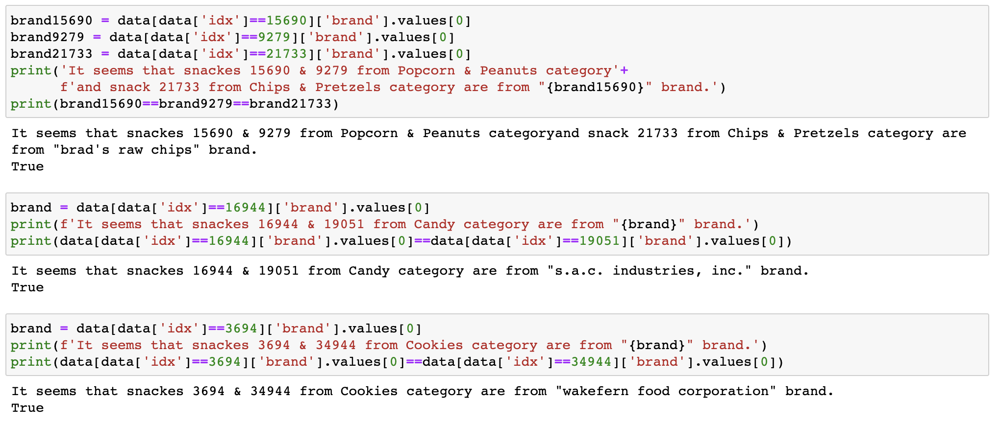 brand15690 = data[data['idx']==15690]['brand'].values[0]
brand9279 = data[data['idx']==9279]['brand'].values[0]
brand21733 = data[data['idx']==21733]['brand'].values[0]
print('It seems that snackes 15690 & 9279 from Popcorn & Peanuts category'+
      f'and snack 21733 from Chips & Pretzels category are from "{brand15690}" brand.')
print(brand15690==brand9279==brand21733)
It seems that snackes 15690 & 9279 from Popcorn & Peanuts categoryand snack 21733 from Chips & Pretzels category are
from "brad's raw chips" brand.
True
brand = data[data['idx']==16944]['brand'].values[0]
print(f'It seems that snackes 16944 & 19051 from Candy category are from "{brand}" brand.')
print(data[data['idx']==16944]['brand'].values[0]==data[data['idx']==19051]['brand'].values[0])
It seems that snackes 16944 & 19051 from Candy category are from "s.a.c. industries, inc." brand.
True
brand = data[data['idx']==3694]['brand'].values[0]
print(f'It seems that snackes 3694 & 34944 from Cookies category are from "{brand}" brand.')
print(data[data['idx']==3694]['brand'].values[0]==data[data['idx']==34944]['brand'].values[0])
It seems that snackes 3694 & 34944 from Cookies category are from "wakefern food corporation" brand.
True